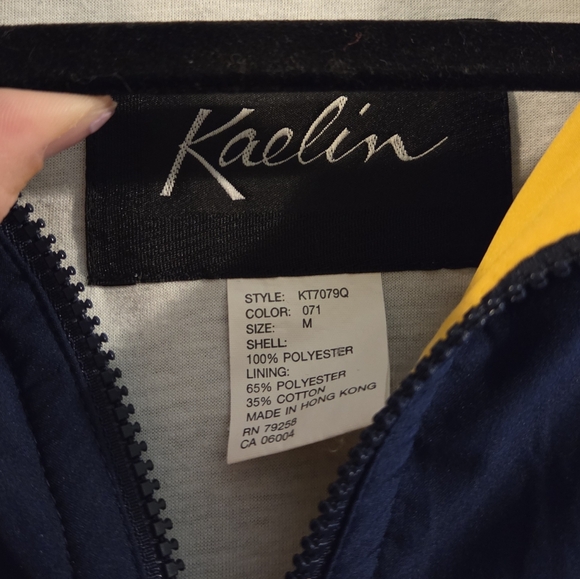 Kaelin
STYLE: KT7079Q
COLOR: 071
SIZE: M
SHELL:
100% POLYESTER
LINING:
65% POLYESTER
35% COTTON
MADE IN HONG KONG
RN 79258
CA 06004